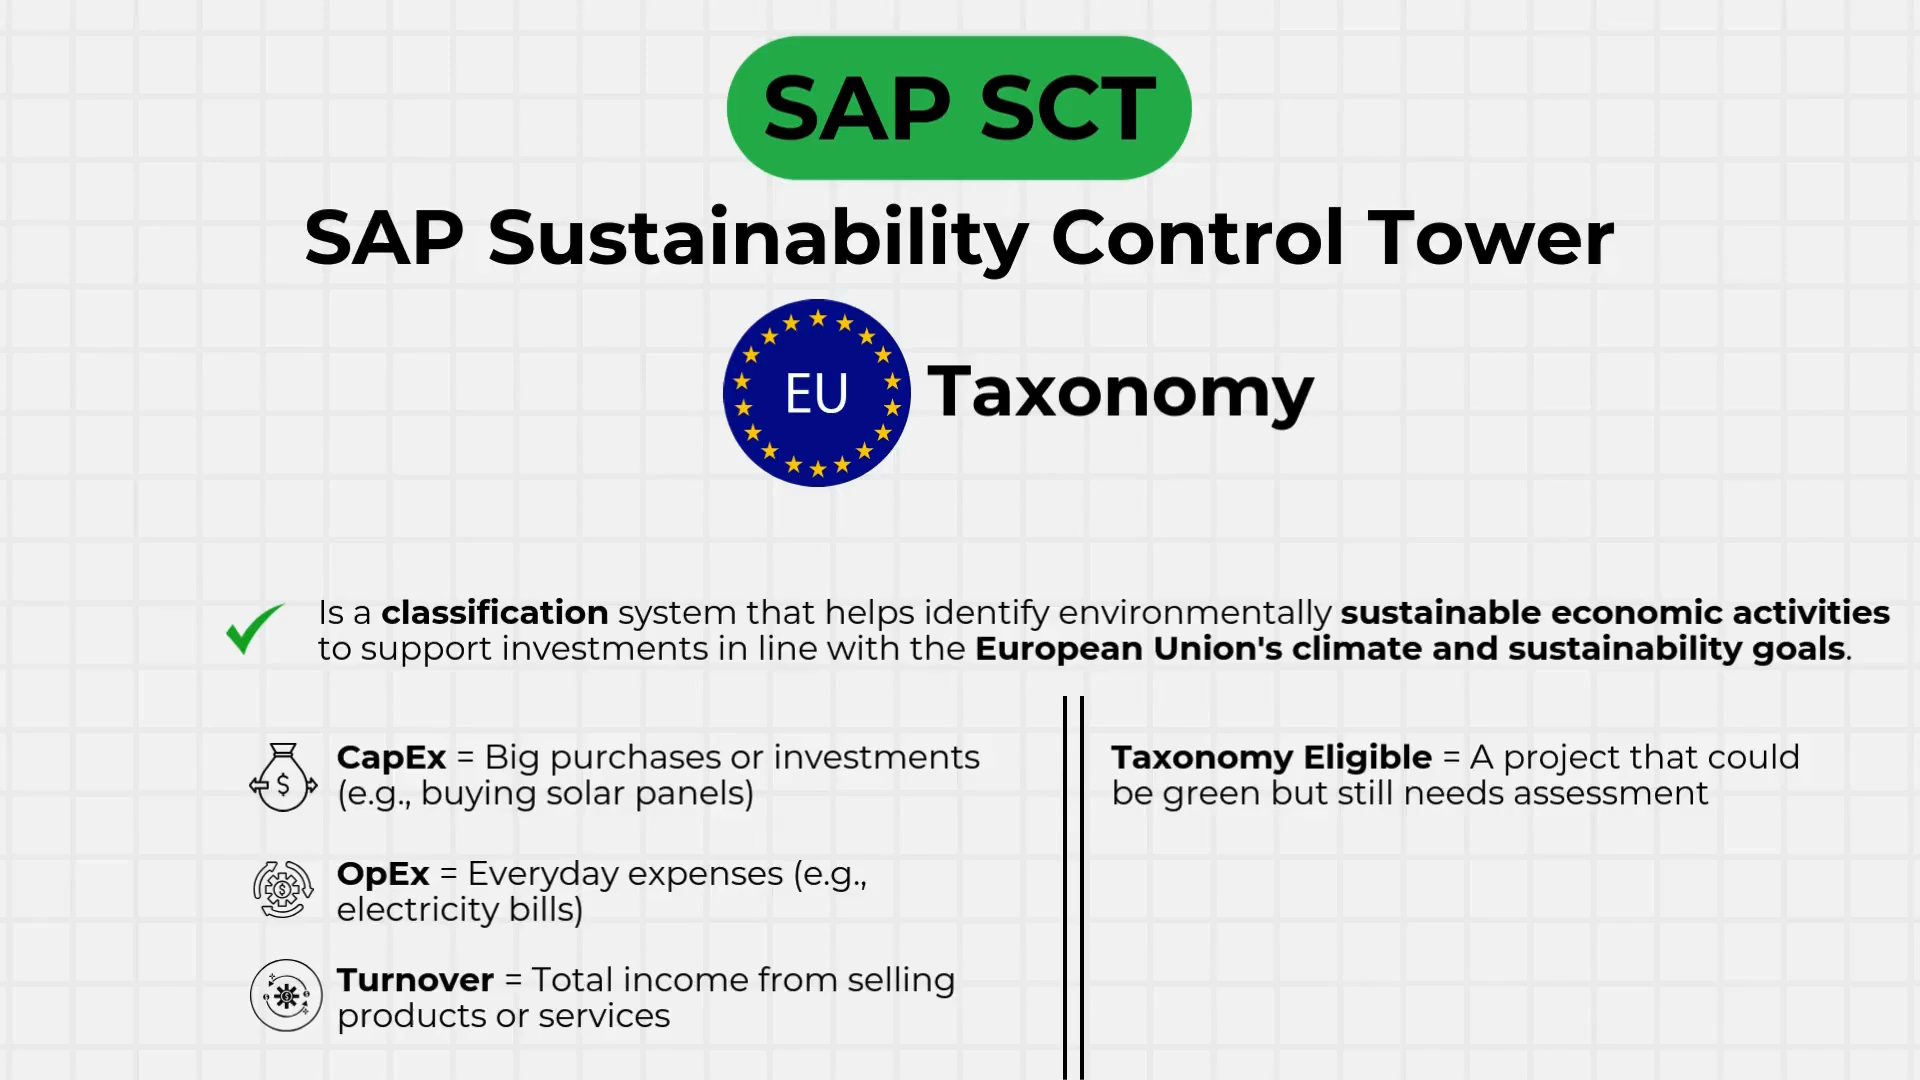 SAP SCT
SAP Sustainability Control Tower
EU
Taxonomy
Is a classification system that helps identify environmentally sustainable economic activities
to support investments in line with the European Union's climate and sustainability goals.
CapEx = Big purchases or investments
(e.g., buying solar panels)
OpEx = Everyday expenses (e.g.,
electricity bills)
Turnover = Total income from selling
products or services
Taxonomy Eligible = A project that could
be green but still needs assessment